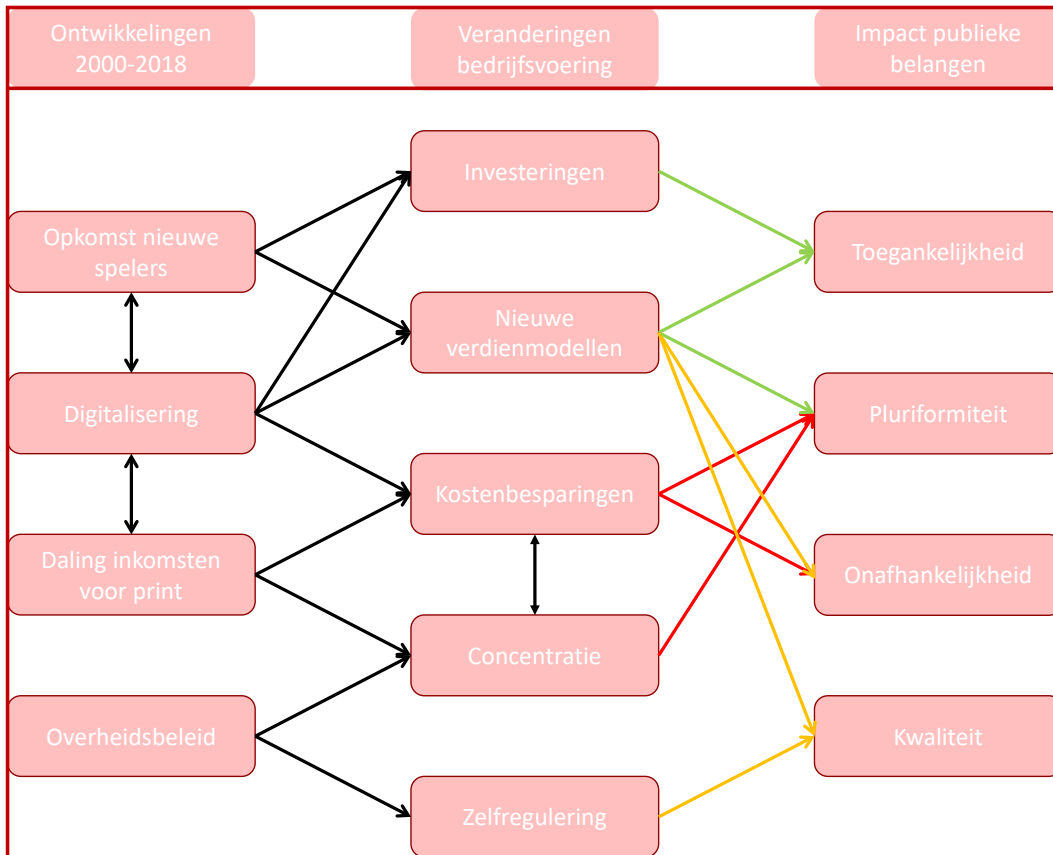 Ontwikkelingen
2000-2018
Veranderingen
bedrijfsvoering
Impact publieke
belangen
Investeringen
Opkomst nieuwe
spelers
Toegankelijkheid
Nieuwe
verdienmodellen
Digitalisering
Pluriformiteit
Kostenbesparingen
Daling inkomsten
voor print
Onafhankelijkheid
Concentratie
Overheidsbeleid
Kwaliteit
Zelfregulering